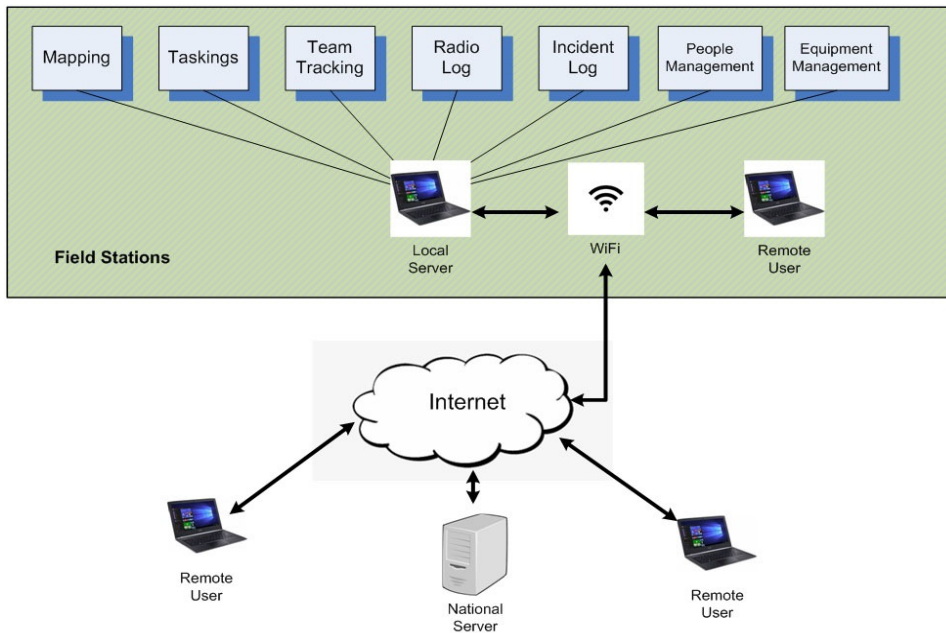 Mapping
Taskings
Team
Tracking
Radio
Log
Incident
Log
People
Management
Equipment
Management
Local
Server
WiFi
Remote
User
Field Stations
Internet
Remote
User
National
Server
Remote
User